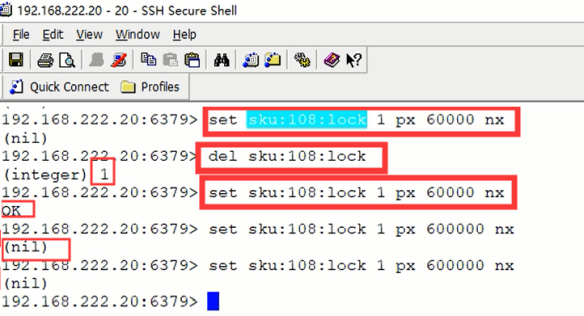 192.168.222.20 - 20 - SSH Secure Shell
File Edit View Window Help
Quick Connect Profiles
192.168.222.20:6379> set sku:108:lock 1 px 60000 nx
(nil)
192.168.222.20:6379> del sku:108:lock
(integer) 1
192.168.222.20:6379> set sku:108:lock 1 px 60000 nx
OK
192.168.222.20:6379> set sku:108:lock 1 px 600000 nx
(nil)
192.168.222.20:6379> set sku:108:lock 1 px 600000 nx
(nil)
192.168.222.20:6379>